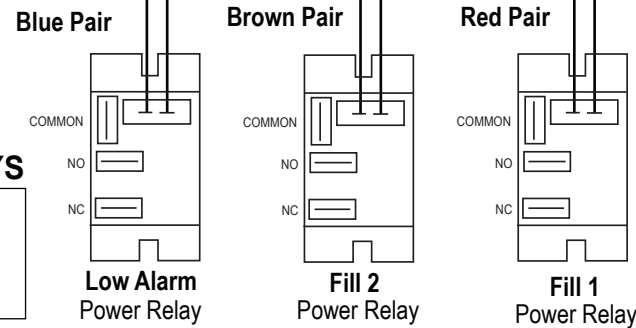 Blue Pair
Brown Pair
Red Pair
COMMON
NO
NC
COMMON
NO
NC
COMMON
NO
NC
Low Alarm
Power Relay
Fill 2
Power Relay
Fill 1
Power Relay